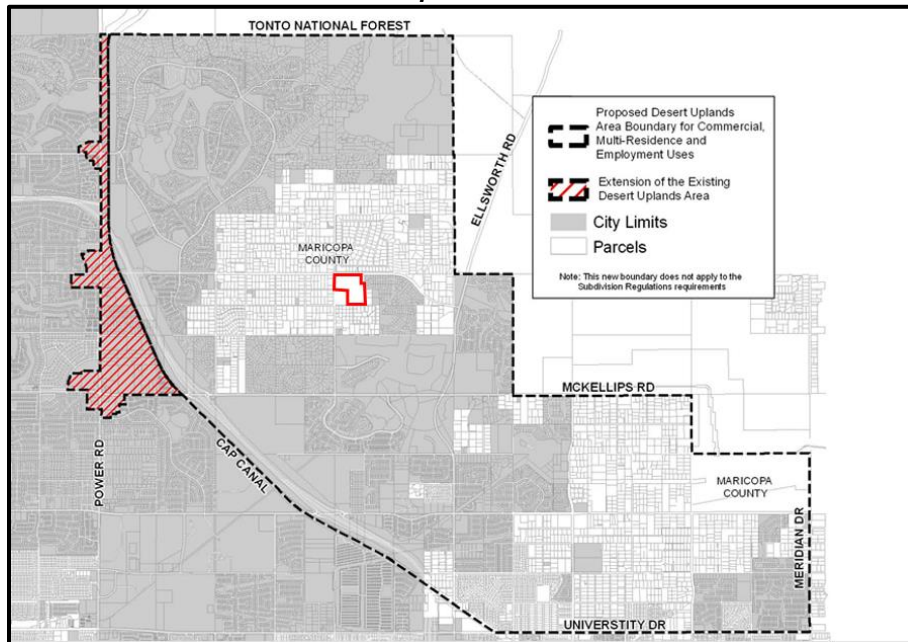 TONTO NATIONAL FOREST
Proposed Desert Uplands
Area Boundary for Commercial,
Multi-Residence and
Employment Uses
Extension of the Existing
Desert Uplands Area
City Limits
Parcels
Note: This new boundary does not apply to the
Subdivision Regulations requirements
ELLSWORTH RD
MARICOPA
COUNTY
MCKELLIPS RD
POWER RD
CAP CANAL
MARICOPA
COUNTY
MERIDIAN DR
UNIVERSTITY DR